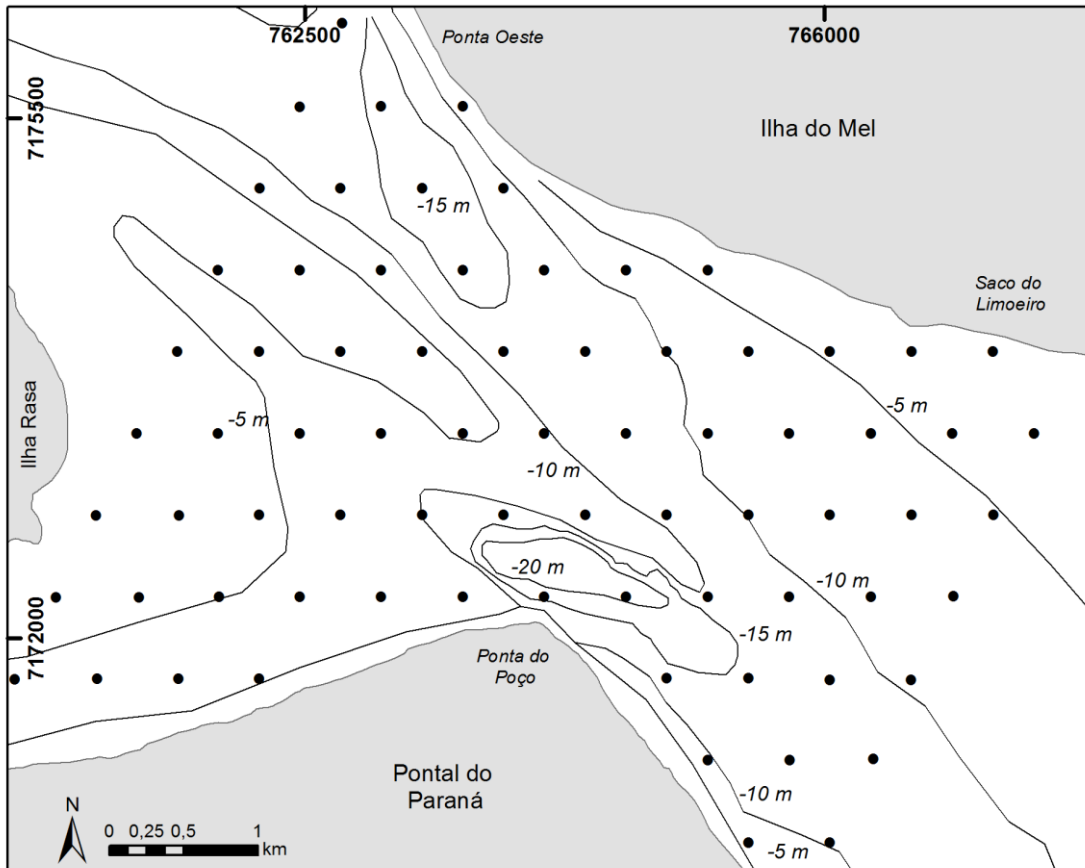 762500
766000
Ponta Oeste
7175500
Ilha do Mel
-15 m
Saco do
Limoeiro
Ilha Rasa
-5 m
-5 m
-10 m
-20 m
-10 m
7172000
-15 m
Ponta do
Poço
Pontal do
Paraná
-10 m
N
0 0,25 0,5 1
km
-5 m